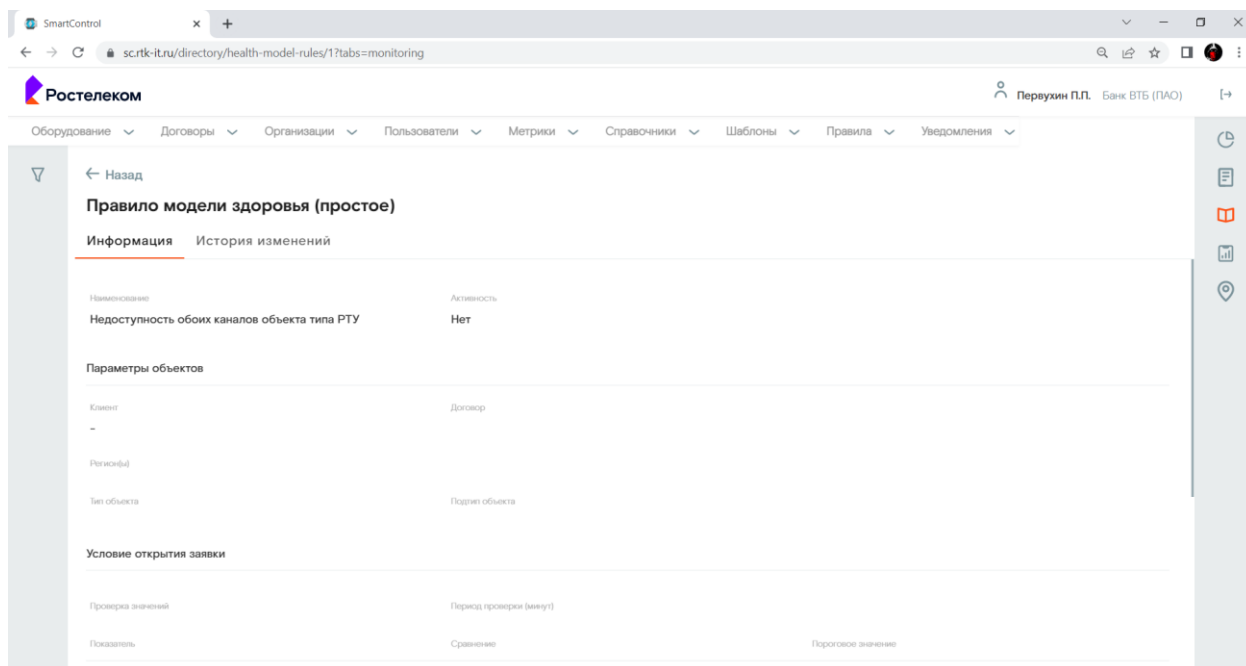 SmartControl
sc.rtk-it.ru/directory/health-model-rules/1?tabs=monitoring
Ростелеком
Первухин П.П. Банк ВТБ (ПАО)
Оборудование Договоры Организации Пользователи Метрики Справочники Шаблоны Правила Уведомления
Назад
Правило модели здоровья (простое)
Информация История изменений
Наименование Активность
Недоступность обоих каналов объекта типа РТУ Нет
Параметры объектов
Клиент Договор
-
Регион(ы)
Тип объекта Подтип объекта
Условие открытия заявки
Проверка значений Период проверки (минут)
Показатель Сравнение Пороговое значение